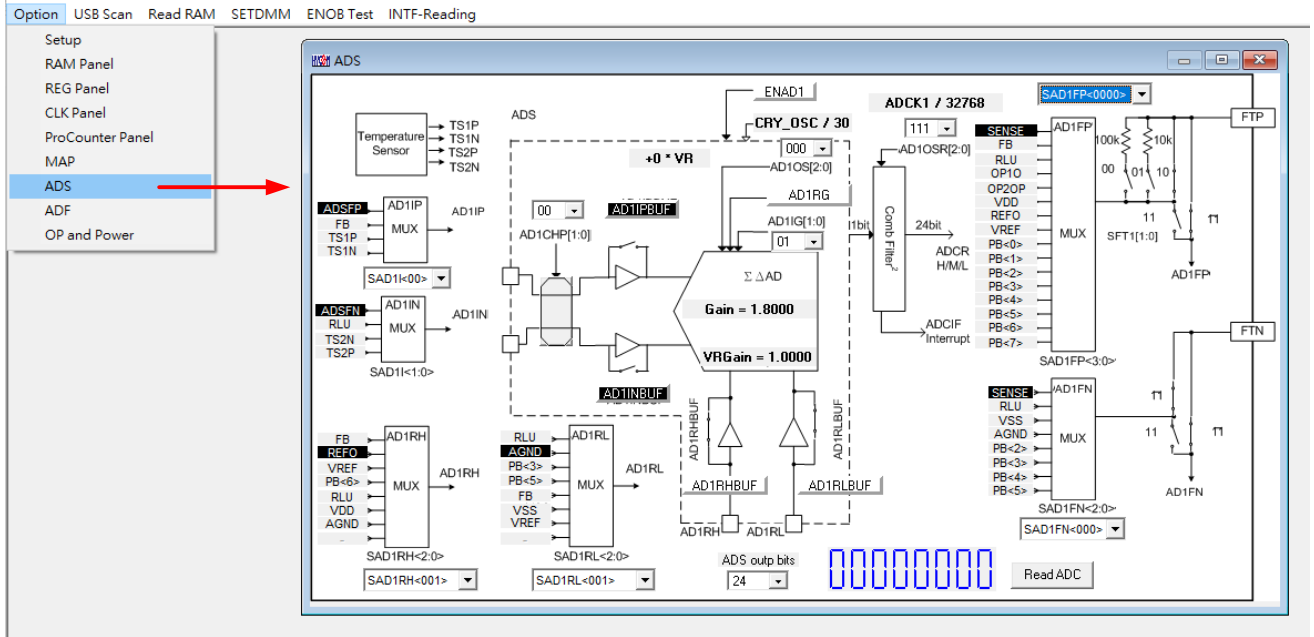 Option USB Scan Read RAM SETDMM ENOB Test INTF-Reading
Setup
RAM Panel
REG Panel
CLK Panel
ProCounter Panel
MAP
ADS
ADF
OP and Power
ADS
ADS
Temperature
Sensor
TS1P
TS1N
TS2P
TS2N
ENAD1
CRY_OSC / 30
000
AD1OS[2:0]
+0 * VR
ADCK1 / 32768
111
AD1OSR[2:0]
AD1RG
AD1IG[1:0]
01
00
AD1CHP[1:0]
AD1IPBUF
AD1INBUF
ΣΔAD
Gain = 1.8000
VRGain = 1.0000
1bit
Comb Filter²
24bit
ADCR
H/M/L
ADCIF
Interrupt
ADSFP
FB
TS1P
TS1N
AD1IP
MUX
AD1IP
SAD1I<00>
ADSFN
RLU
TS2N
TS2P
AD1IN
MUX
AD1IN
SAD1I<1:0>
FB
REFO
VREF
PB<6>
RLU
VDD
AGND
-
AD1RH
MUX
AD1RH
SAD1RH<2:0>
SAD1RH<001>
RLU
AGND
PB<3>
PB<5>
FB
VSS
VREF
-
AD1RL
MUX
AD1RL
SAD1RL<2:0>
SAD1RL<001>
AD1RHBUF
AD1RLBUF
AD1RHBUF
AD1RLBUF
AD1RH
AD1RL
ADS outp bits
24
00000000
Read ADC
SAD1FP<0000>
SENSE
FB
RLU
OP1O
OP2OP
VDD
REFO
VREF
PB<0>
PB<1>
PB<2>
PB<3>
PB<4>
PB<5>
PB<6>
PB<7>
AD1FP
MUX
SAD1FP<3:0>
100k
10k
00
01
10
11
SFT1[1:0]
FTP
AD1FP
SENSE
RLU
VSS
AGND
PB<2>
PB<3>
PB<4>
PB<5>
AD1FN
MUX
SAD1FN<2:0>
SAD1FN<000>
11
FTN
AD1FN